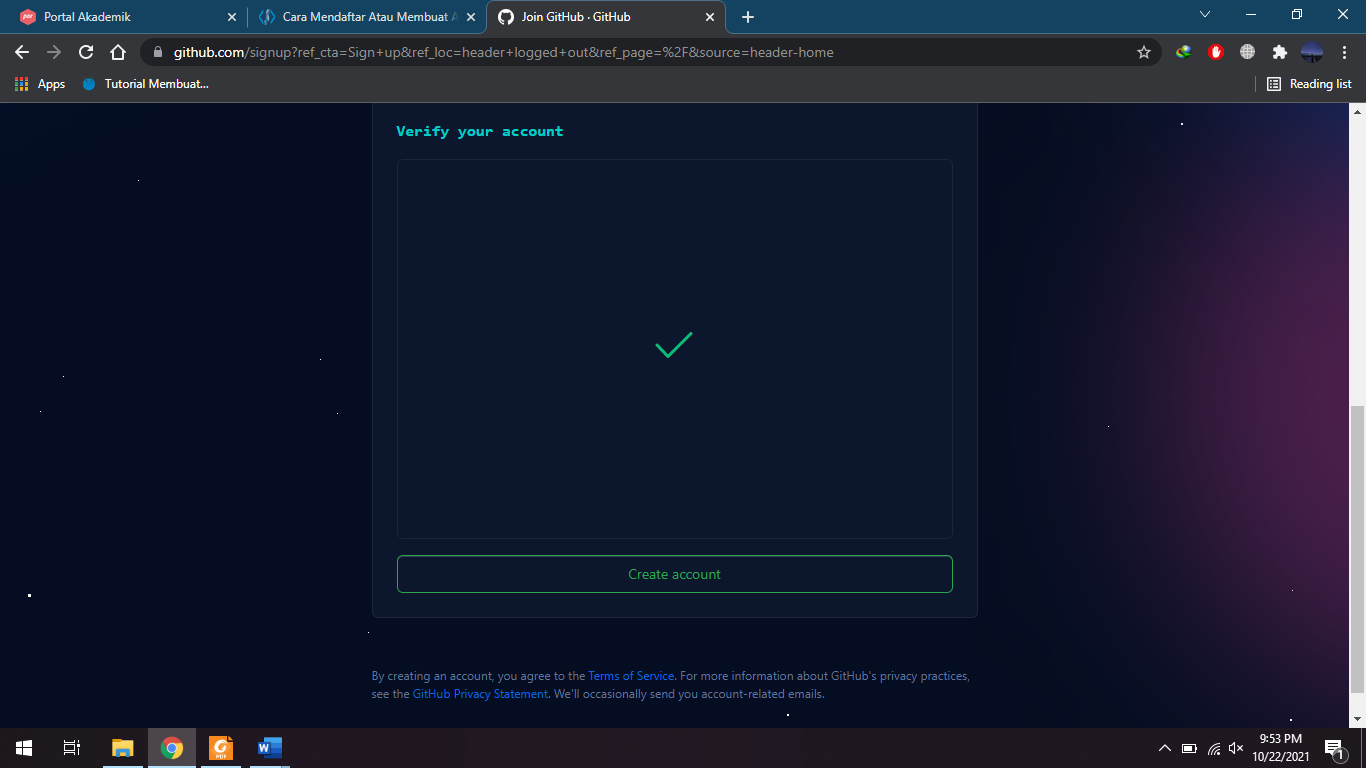 Portal Akademik
Cara Mendaftar Atau Membuat A
Join GitHub · GitHub
github.com/signup?ref_cta=Sign+up&ref_loc=header+logged+out&ref_page=%2F&source=header-home
Apps
Tutorial Membuat...
Reading list
Verify your account
Create account
By creating an account, you agree to the Terms of Service. For more information about GitHub's privacy practices,
see the GitHub Privacy Statement. We'll occasionally send you account-related emails.
9:53 PM
10/22/2021
1